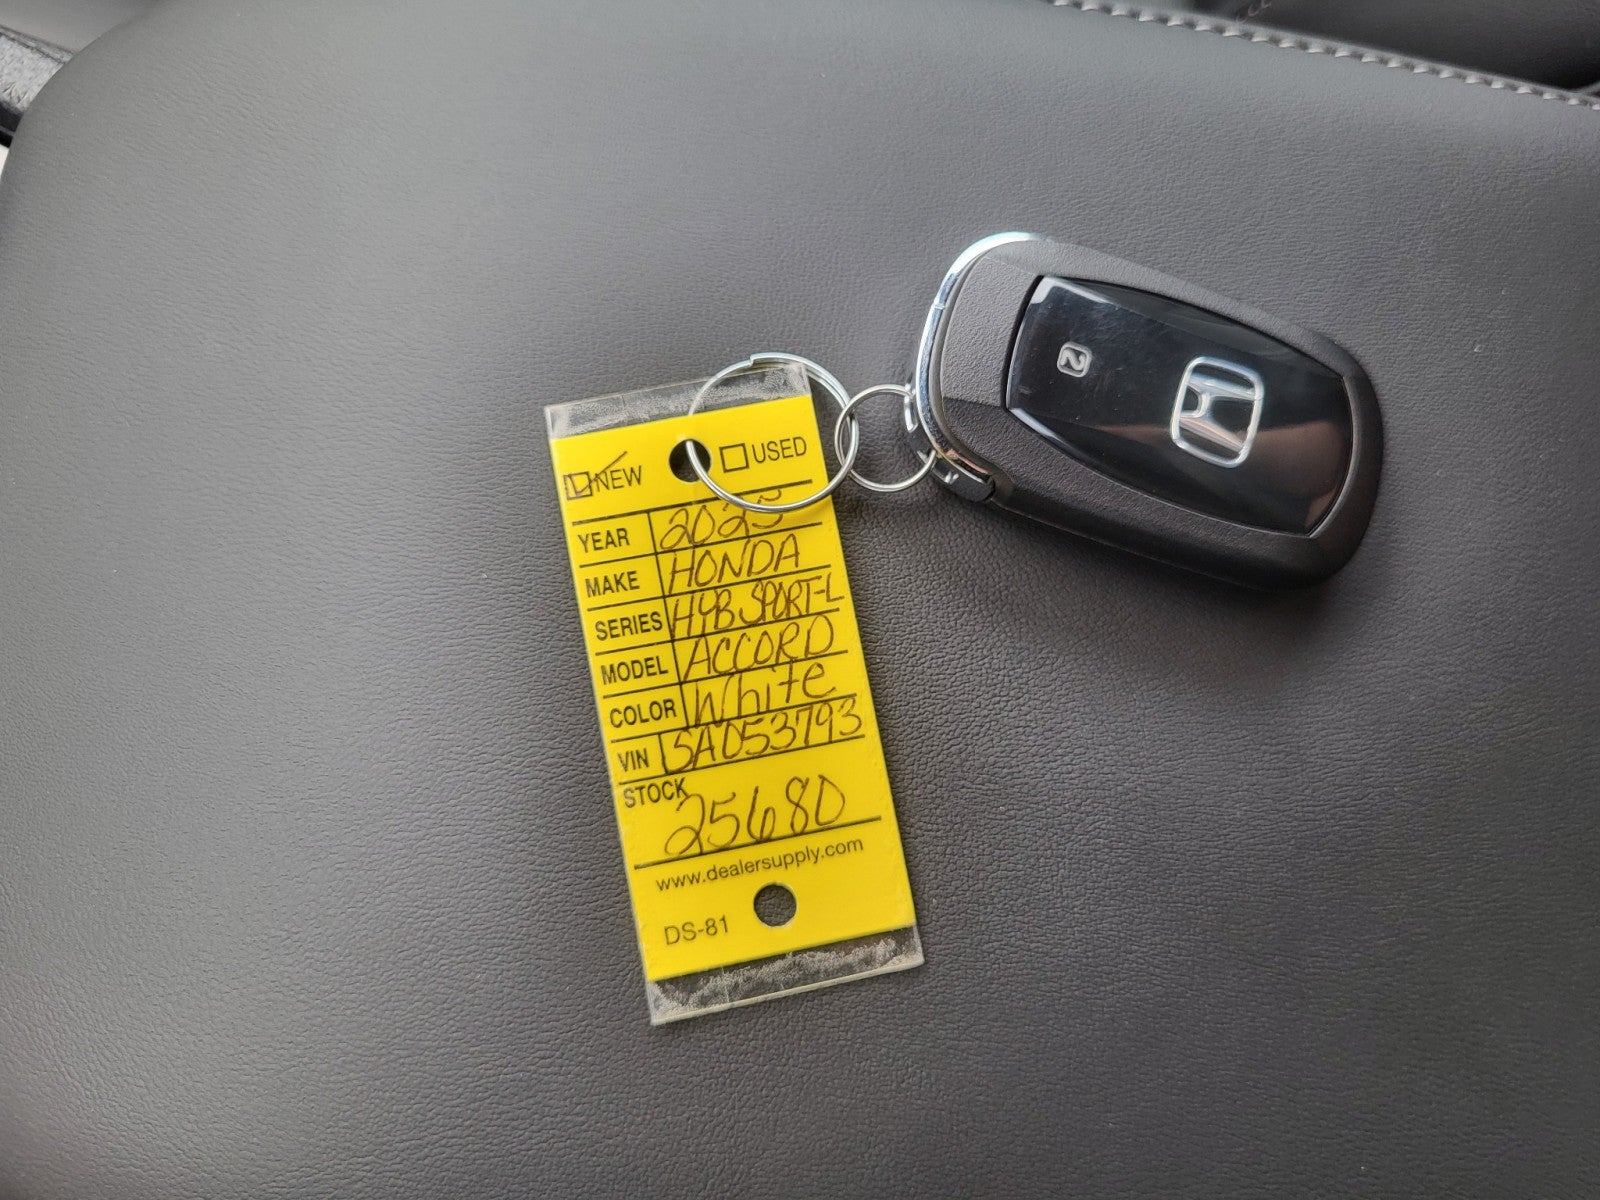 NEW USED
YEAR 2025
MAKE HONDA
SERIES HYB SPORT-L
MODEL ACCORD
COLOR White
VIN SA053793
STOCK
25680
www.dealersupply.com
DS-81
2